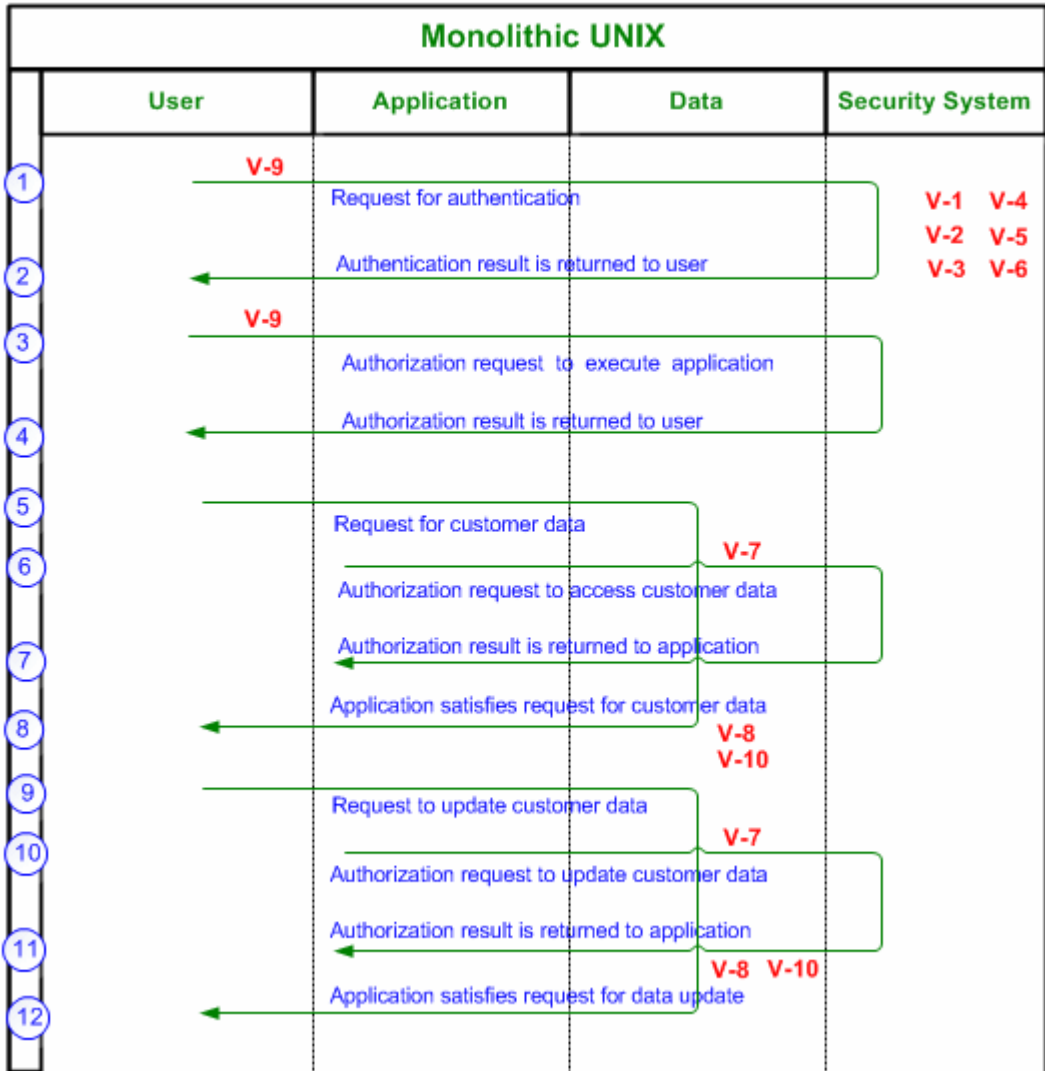 Monolithic UNIX
User Application Data Security System
V-9
1
Request for authentication
V-1 V-4
V-2 V-5
Authentication result is returned to user
V-3 V-6
2
V-9
3
Authorization request to execute application
Authorization result is returned to user
4
5
Request for customer data
V-7
6
Authorization request to access customer data
Authorization result is returned to application
7
Application satisfies request for customer data
8
V-8
V-10
9
Request to update customer data
V-7
10
Authorization request to update customer data
Authorization result is returned to application
11
V-8 V-10
Application satisfies request for data update
12